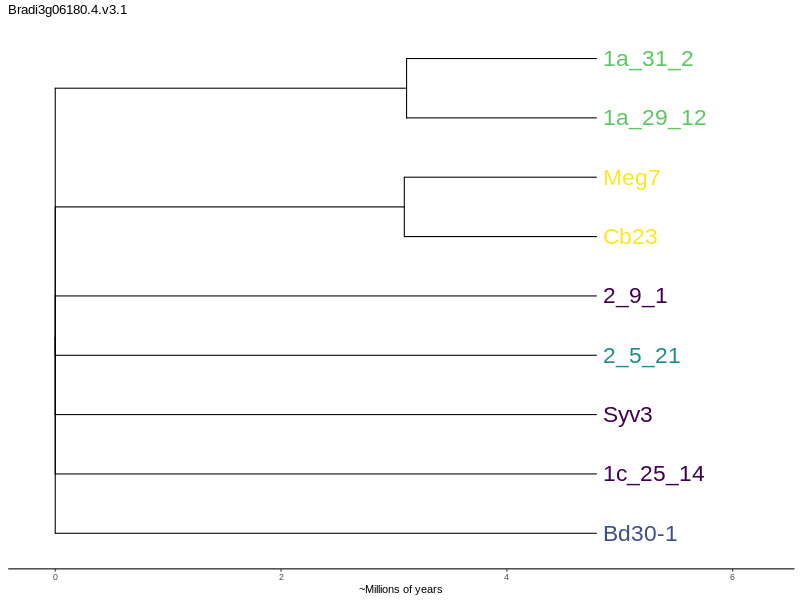 Bradi3g06180.4.v3.1
1a_31_2
1a_29_12
Meg7
Cb23
2_9_1
2_5_21
Syv3
1c_25_14
Bd30-1
0 2 4 6
~Millions of years